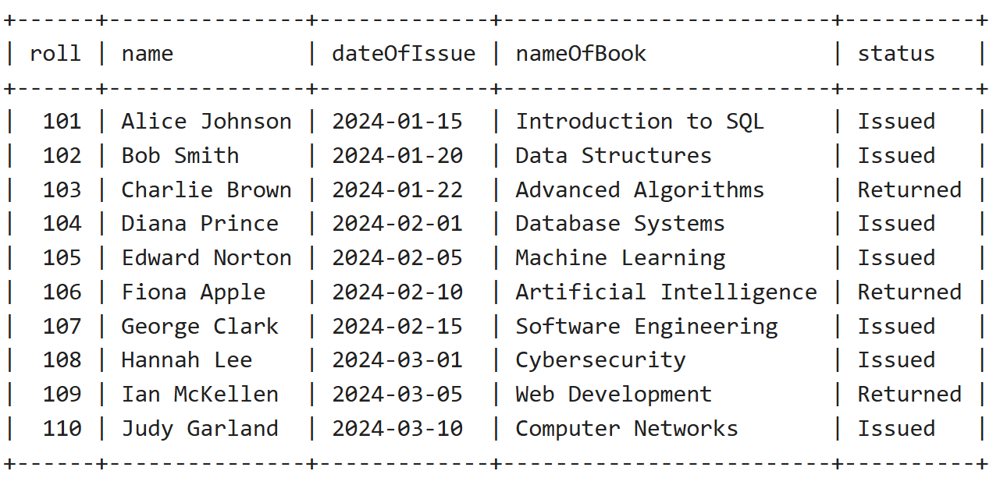 +------+---------------+-------------+-------------------------+----------+
| roll | name          | dateOfIssue | nameOfBook              | status   |
+------+---------------+-------------+-------------------------+----------+
|  101 | Alice Johnson | 2024-01-15  | Introduction to SQL     | Issued   |
|  102 | Bob Smith     | 2024-01-20  | Data Structures         | Issued   |
|  103 | Charlie Brown | 2024-01-22  | Advanced Algorithms     | Returned |
|  104 | Diana Prince  | 2024-02-01  | Database Systems        | Issued   |
|  105 | Edward Norton | 2024-02-05  | Machine Learning        | Issued   |
|  106 | Fiona Apple   | 2024-02-10  | Artificial Intelligence | Returned |
|  107 | George Clark  | 2024-02-15  | Software Engineering    | Issued   |
|  108 | Hannah Lee    | 2024-03-01  | Cybersecurity           | Issued   |
|  109 | Ian McKellen  | 2024-03-05  | Web Development         | Returned |
|  110 | Judy Garland  | 2024-03-10  | Computer Networks       | Issued   |
+------+---------------+-------------+-------------------------+----------+